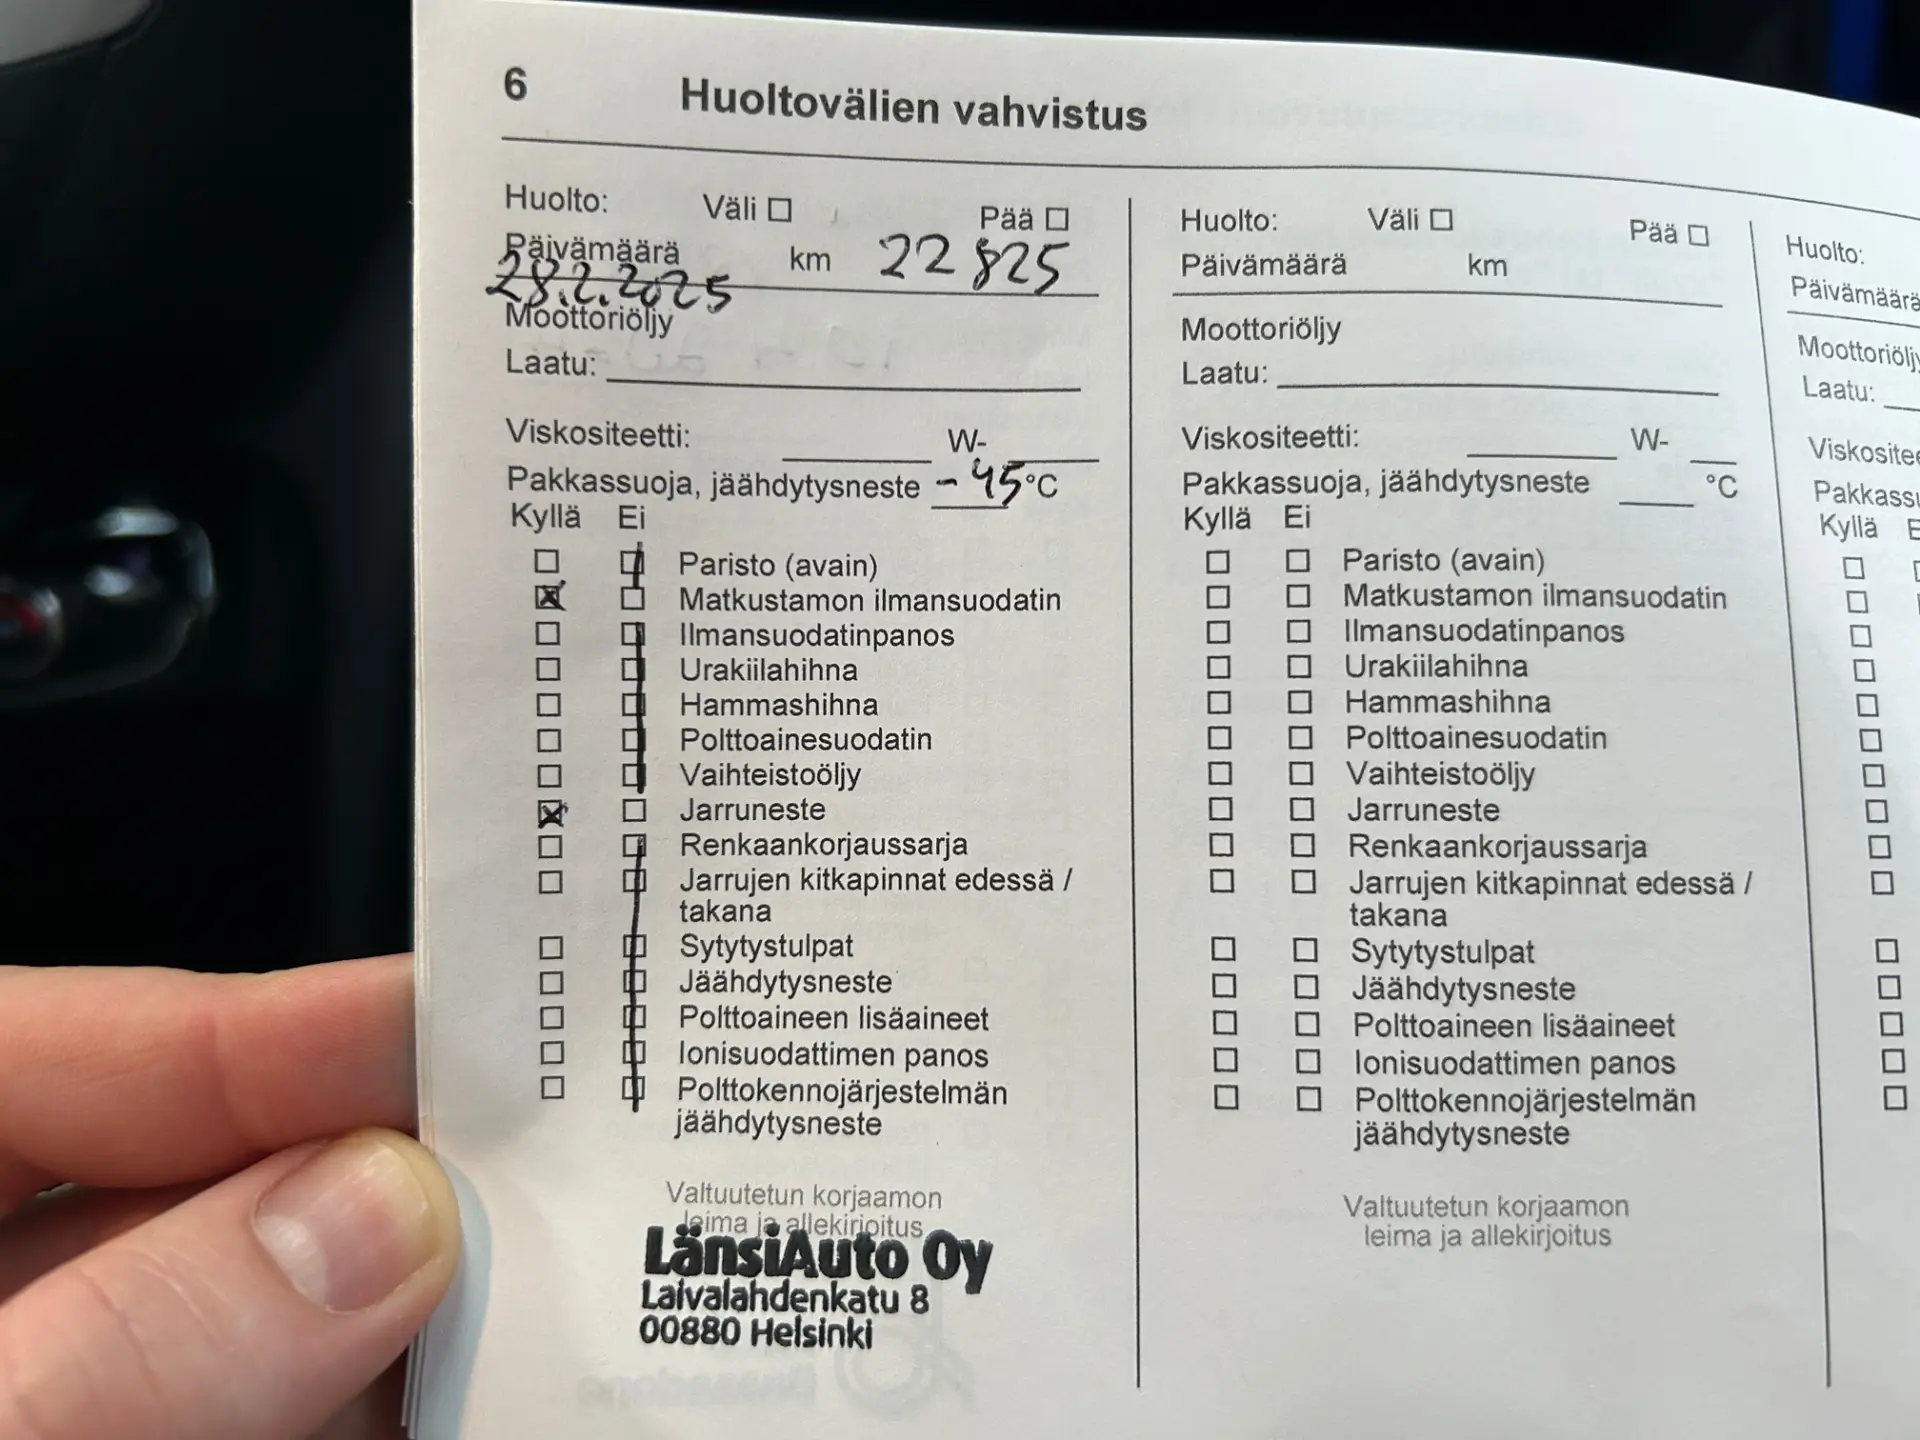 6 Huoltovälien vahvistus
Huolto: Väli ☐ Pää ☐
Päivämäärä km 22 825
28.2.2025
Moottoriöljy
Laatu:
Viskositeetti: W-
Pakkassuoja, jäähdytysneste -45 °C
Kyllä Ei
Paristo (avain)
Matkustamon ilmansuodatin
Ilmansuodatinpanos
Urakiilahihna
Hammashihna
Polttoainesuodatin
Vaihteistoöljy
Jarruneste
Renkaankorjaussarja
Jarrujen kitkapinnat edessä /
takana
Sytytystulpat
Jäähdytysneste
Polttoaineen lisäaineet
Ionisuodattimen panos
Polttokennojärjestelmän
jäähdytysneste
Valtuutetun korjaamon
leima ja allekirjoitus
LänsiAuto Oy
Laivalahdenkatu 8
00880 Helsinki
Huolto: Väli ☐ Pää ☐
Päivämäärä km
Moottoriöljy
Laatu:
Viskositeetti: W-
Pakkassuoja, jäähdytysneste °C
Kyllä Ei
Paristo (avain)
Matkustamon ilmansuodatin
Ilmansuodatinpanos
Urakiilahihna
Hammashihna
Polttoainesuodatin
Vaihteistoöljy
Jarruneste
Renkaankorjaussarja
Jarrujen kitkapinnat edessä /
takana
Sytytystulpat
Jäähdytysneste
Polttoaineen lisäaineet
Ionisuodattimen panos
Polttokennojärjestelmän
jäähdytysneste
Valtuutetun korjaamon
leima ja allekirjoitus
Huolto:
Päivämäärä
Laatu:
Kyllä